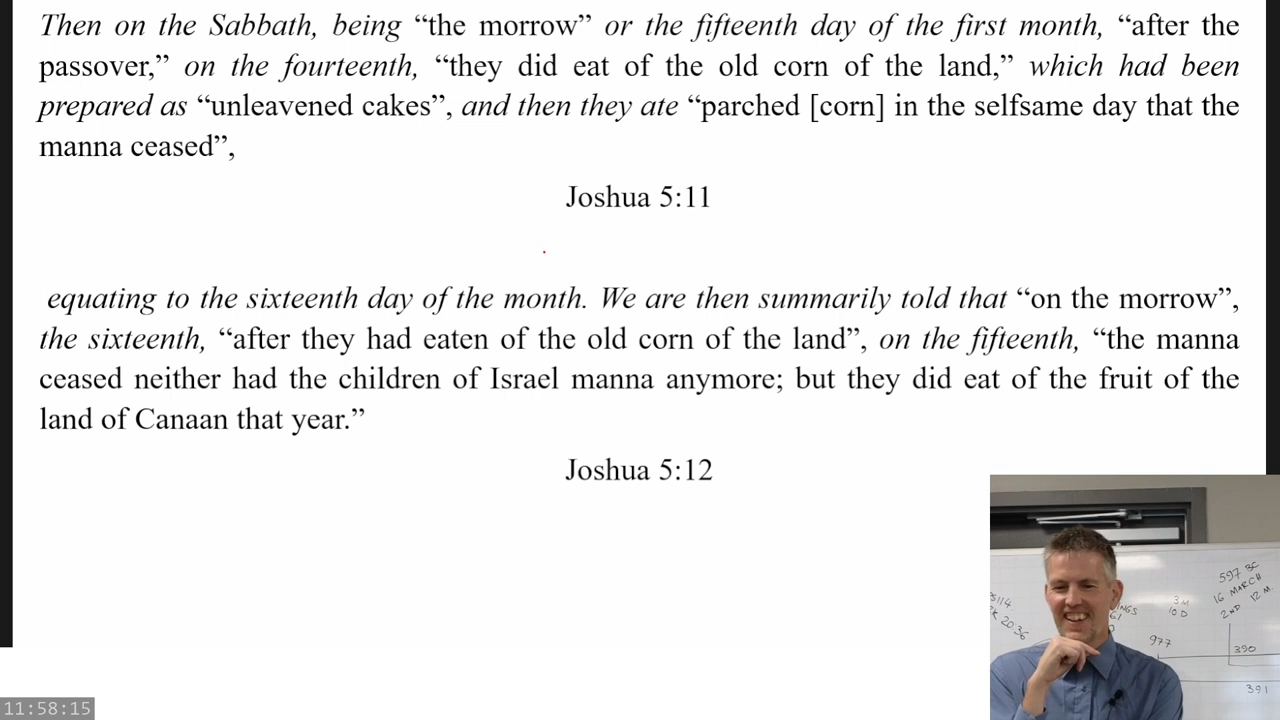 Then on the Sabbath, being “the morrow” or the fifteenth day of the first month, “after the
passover,” on the fourteenth, “they did eat of the old corn of the land,” which had been
prepared as “unleavened cakes”, and then they ate “parched [corn] in the selfsame day that the
manna ceased”,
Joshua 5:11
equating to the sixteenth day of the month. We are then summarily told that “on the morrow”,
the sixteenth, “after they had eaten of the old corn of the land”, on the fifteenth, “the manna
ceased neither had the children of Israel manna anymore; but they did eat of the fruit of the
land of Canaan that year.”
Joshua 5:12
597 BC
16 MARCH
2ND 12 M
3 M
10 D
20:36
977
390
391
11:58:15